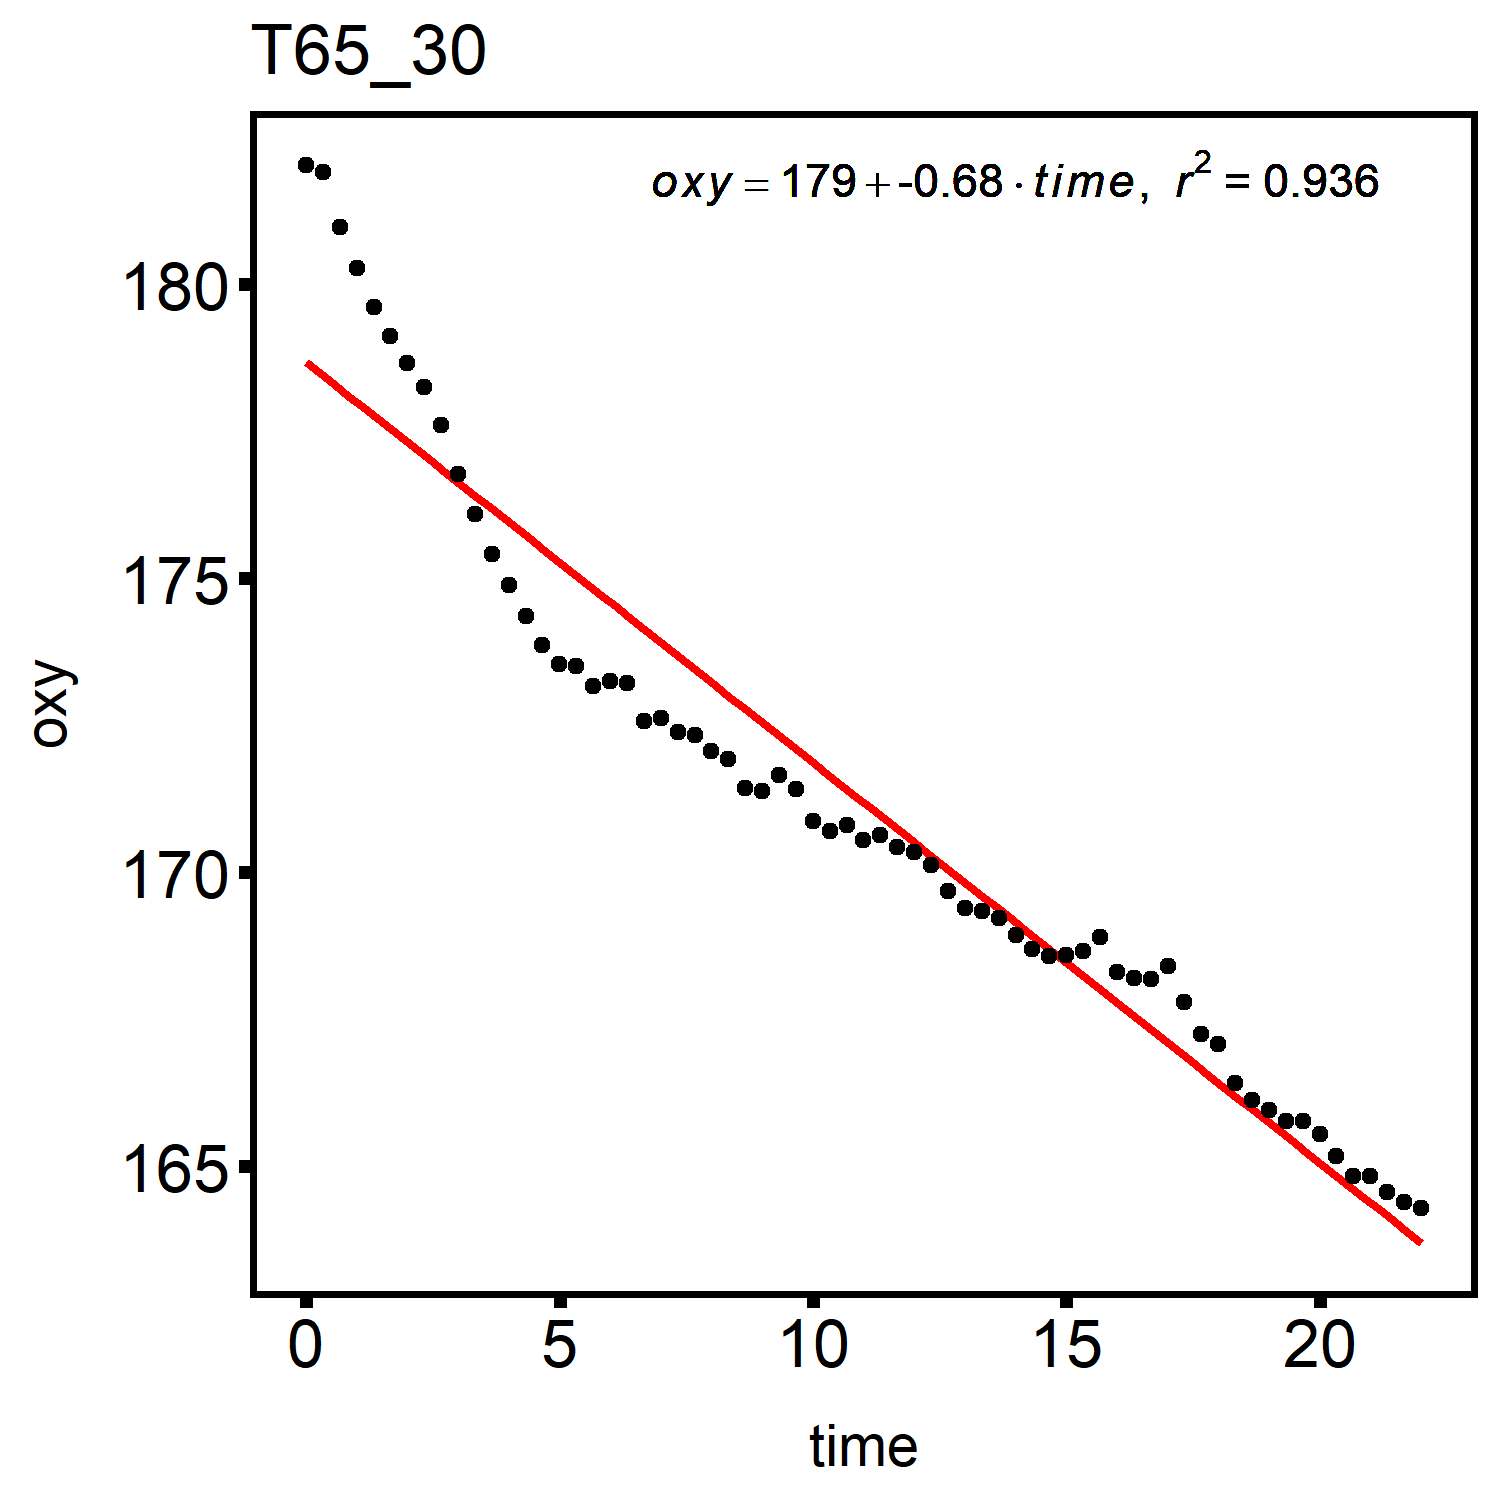 T65_30
oxy = 179 + -0.68 · time, r² = 0.936
180
175
170
165
oxy
0 5 10 15 20
time